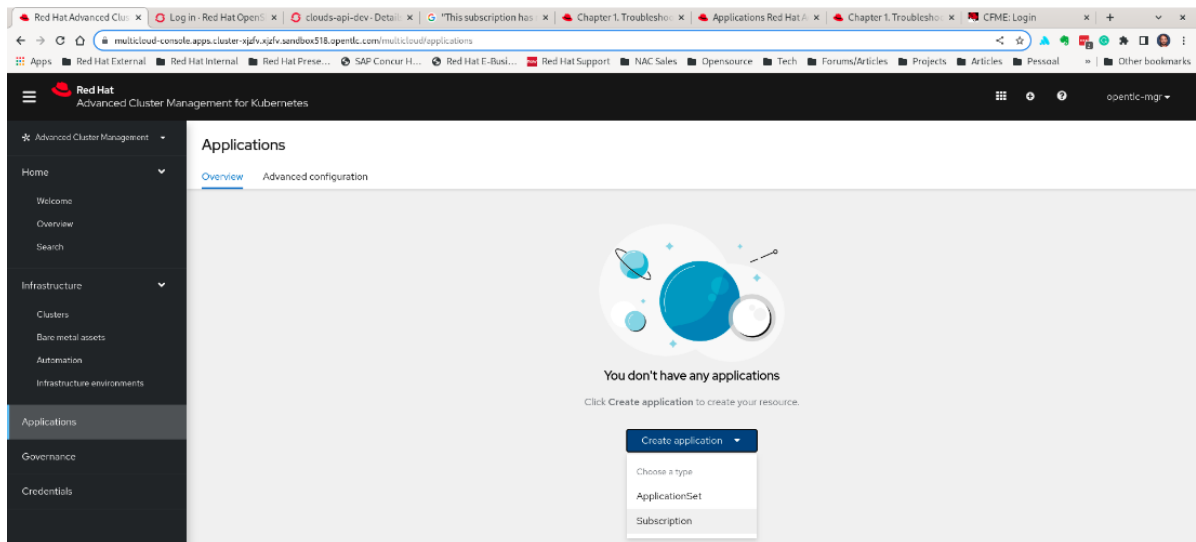 Red Hat Advanced Clus
Log in · Red Hat OpenS
clouds-api-dev · Details
"This subscription has
Chapter 1. Troubleshoo
Applications Red Hat A
Chapter 1. Troubleshoo
CFME: Login
multicloud-console.apps.cluster-xjzfv.xjzfv.sandbox518.opentlc.com/multicloud/applications
Apps Red Hat External Red Hat Internal Red Hat Prese... SAP Concur H... Red Hat E-Busi... Red Hat Support NAC Sales Opensource Tech Forums/Articles Projects Articles Pessoal » Other bookmarks
Red Hat
Advanced Cluster Management for Kubernetes
opentlc-mgr
Advanced Cluster Management
Home
Welcome
Overview
Search
Infrastructure
Clusters
Bare metal assets
Automation
Infrastructure environments
Applications
Governance
Credentials
Applications
Overview Advanced configuration
You don't have any applications
Click Create application to create your resource.
Create application
Choose a type
ApplicationSet
Subscription